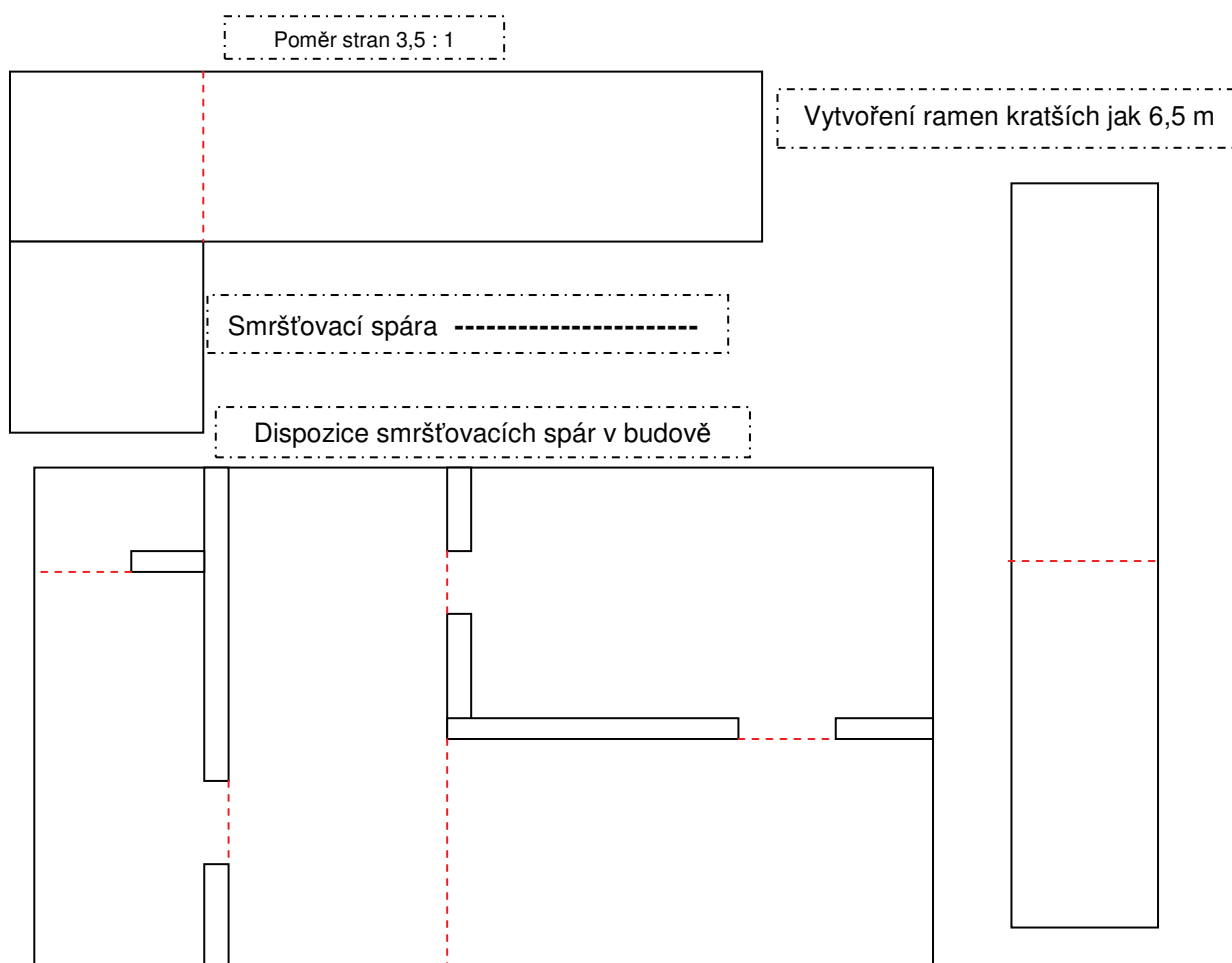 Poměr stran 3,5 : 1
Vytvoření ramen kratších jak 6,5 m
Smršťovací spára
Dispozice smršťovacích spár v budově